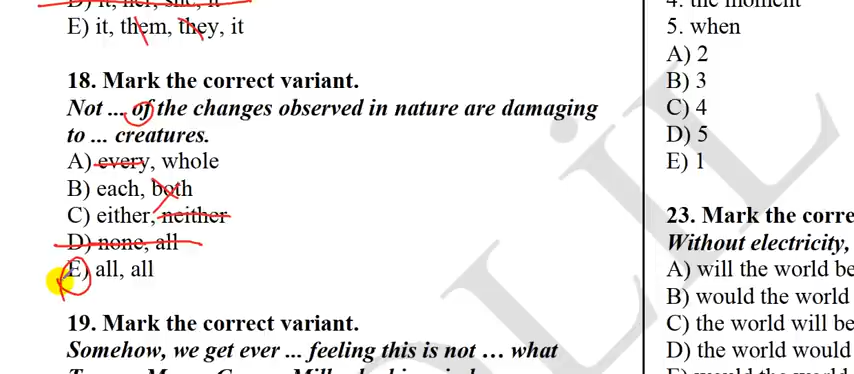 E) it, them, they, it
18. Mark the correct variant.
Not ... of the changes observed in nature are damaging
to ... creatures.
A) every, whole
B) each, both
C) either, neither
D) none, all
E) all, all
19. Mark the correct variant.
Somehow, we get ever ... feeling this is not … what
4. the moment
5. when
A) 2
B) 3
C) 4
D) 5
E) 1
23. Mark the corre
Without electricity,
A) will the world be
B) would the world
C) the world will be
D) the world would